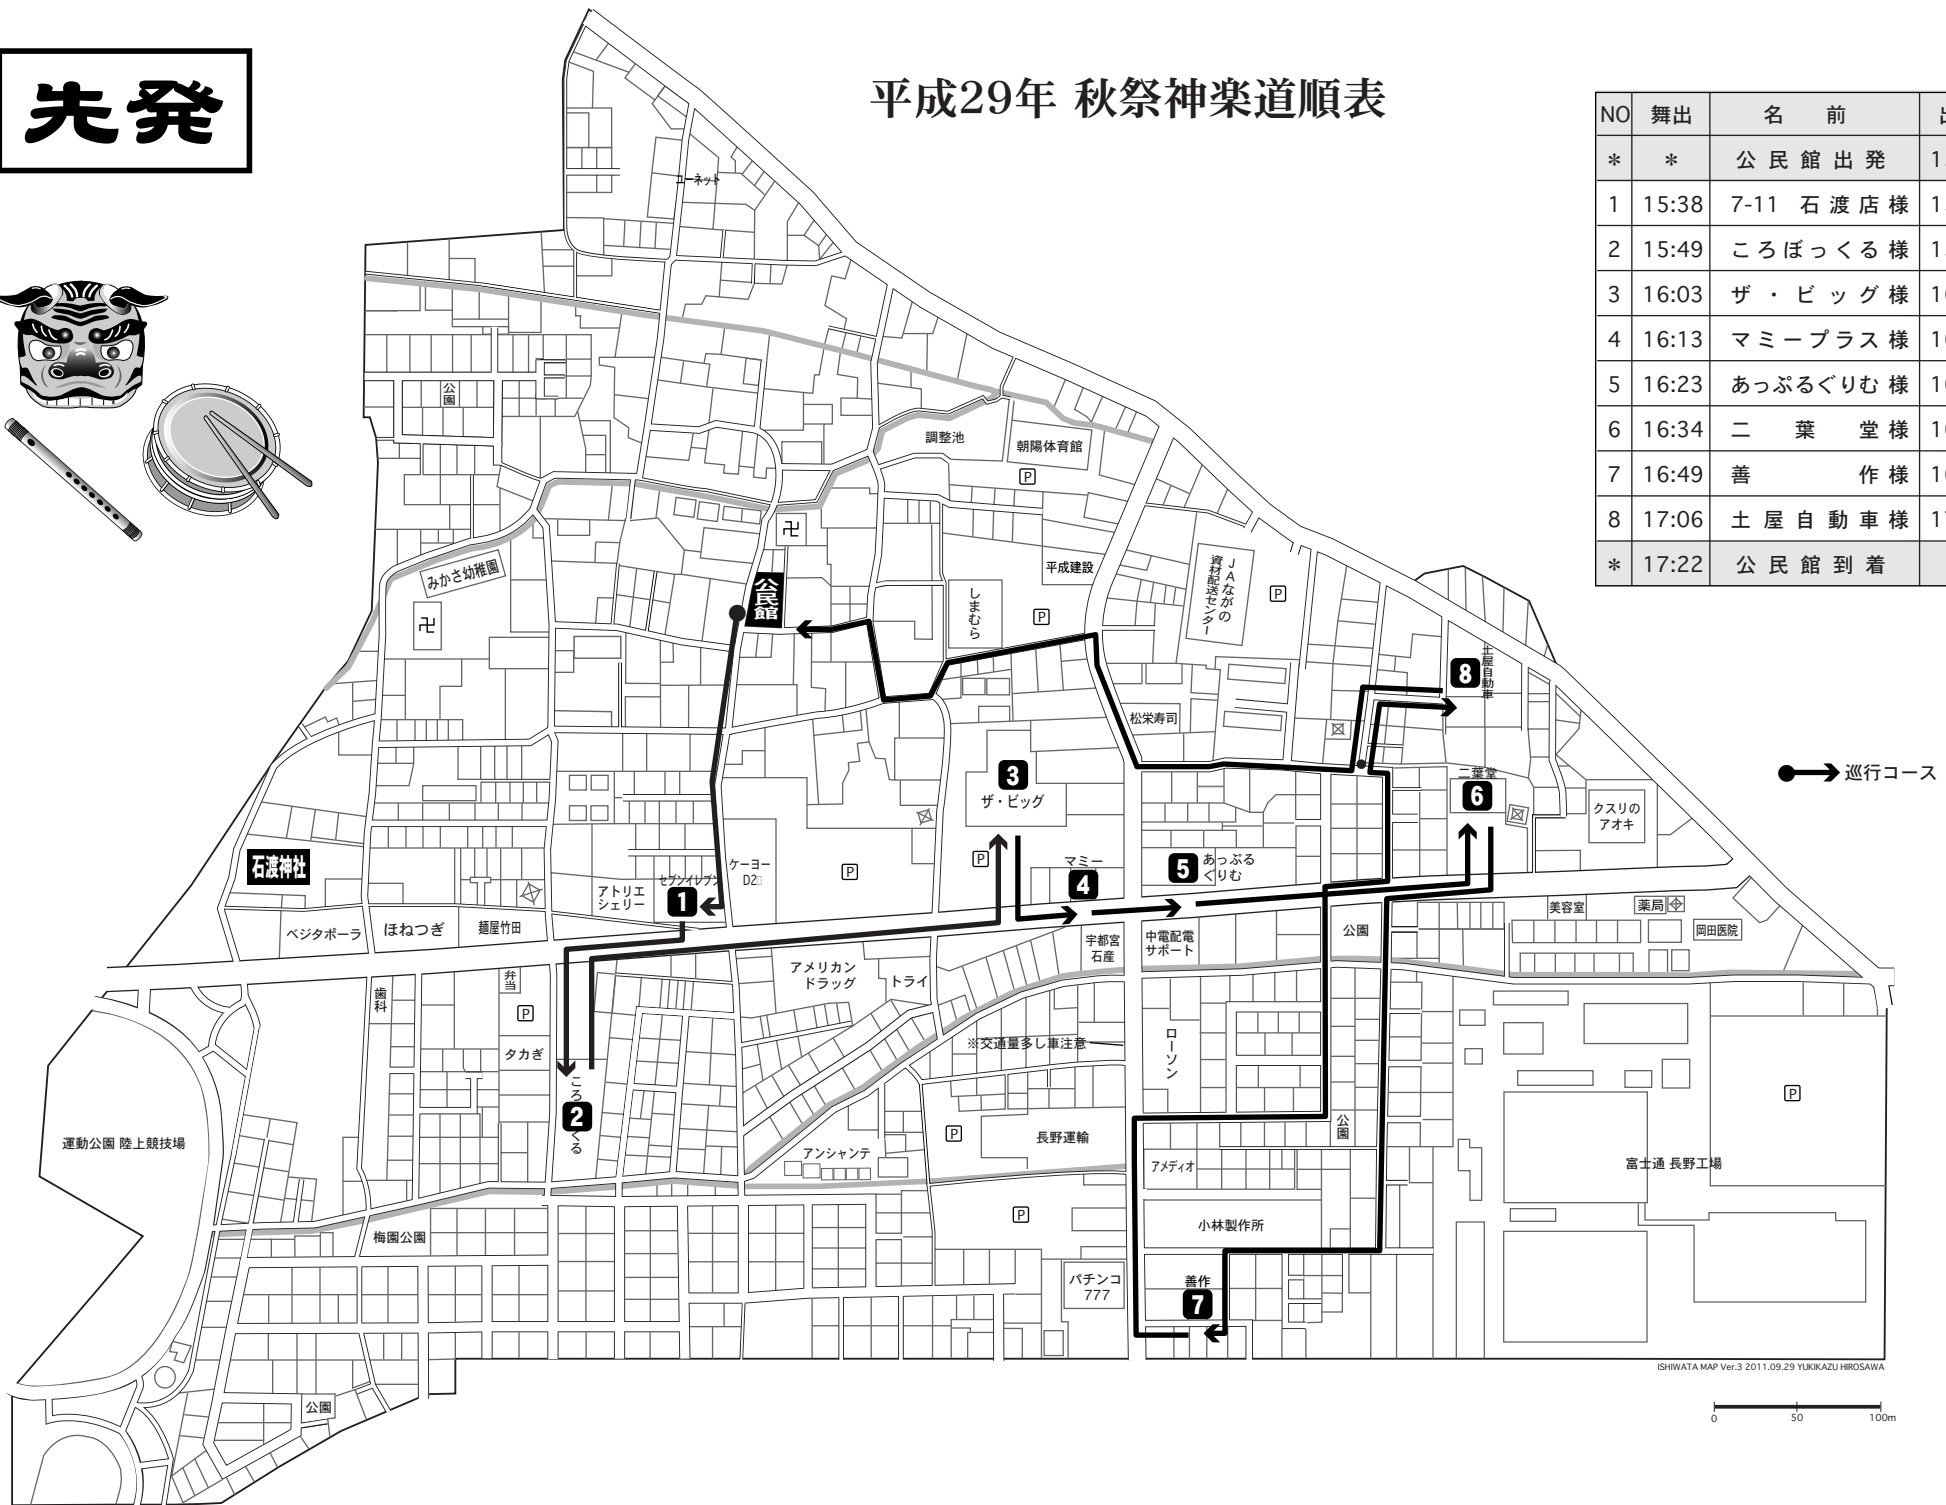 先発
平成29年 秋祭神楽道順表
NO 舞出 名 前
* * 公民館出発
1 15:38 7-11 石渡店様
2 15:49 ころぼっくる様
3 16:03 ザ・ビッグ様
4 16:13 マミープラス様
5 16:23 あっぷるぐりむ様
6 16:34 二葉堂様
7 16:49 善作様
8 17:06 土屋自動車様
* 17:22 公民館到着
ユーネット
公園
調整池
朝陽体育館
P
卍
みかさ幼稚園
公民館
平成建設
しまむら
P
JAながの
資材配送センター
P
卍
8
土屋自動車
松栄寿司
3
ザ・ビッグ
二葉堂
6
クスリの
アオキ
巡行コース
石渡神社
ケーヨー
D2
P
P
マミー
4
5
あっぷる
ぐりむ
アトリエ
シェリー
セブンイレブン
1
ベジタポーラ
ほねつぎ
麺屋竹田
美容室
薬局
岡田医院
宇都宮
石産
中電配電
サポート
公園
アメリカン
ドラッグ
トライ
歯科
弁当
P
タカぎ
※交通量多し車注意
ローソン
2
P
運動公園 陸上競技場
P
長野運輸
公園
アンシャンテ
アメディオ
富士通 長野工場
P
小林製作所
梅園公園
パチンコ
777
善作
7
公園
ISHIWATA MAP Ver.3 2011.09.29 YUKIKAZU HIROSAWA
0 50 100m